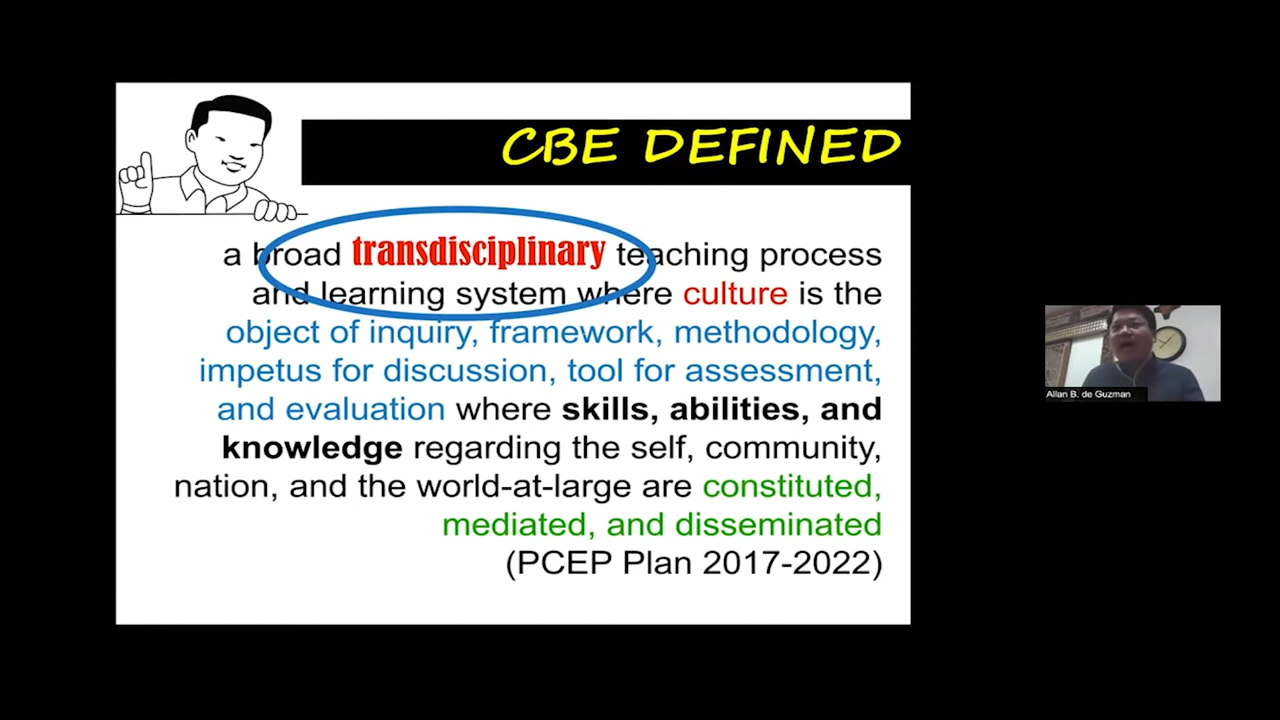 CBE DEFINED
a broad transdisciplinary teaching process
and learning system where culture is the
object of inquiry, framework, methodology,
impetus for discussion, tool for assessment,
and evaluation where skills, abilities, and
knowledge regarding the self, community,
nation, and the world-at-large are constituted,
mediated, and disseminated
(PCEP Plan 2017-2022)
Allan B. de Guzman